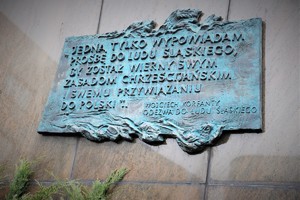 "JEDNĄ TYLKO WYPOWIADAM
PROŚBĘ DO LUDU ŚLĄSKIEGO,
BY ZOSTAŁ WIERNY SWYM
ZASADOM CHRZEŚCIJAŃSKIM
I SWEMU PRZYWIĄZANIU
DO POLSKI".
WOJCIECH KORFANTY
ODEZWA DO LUDU ŚLĄSKIEGO